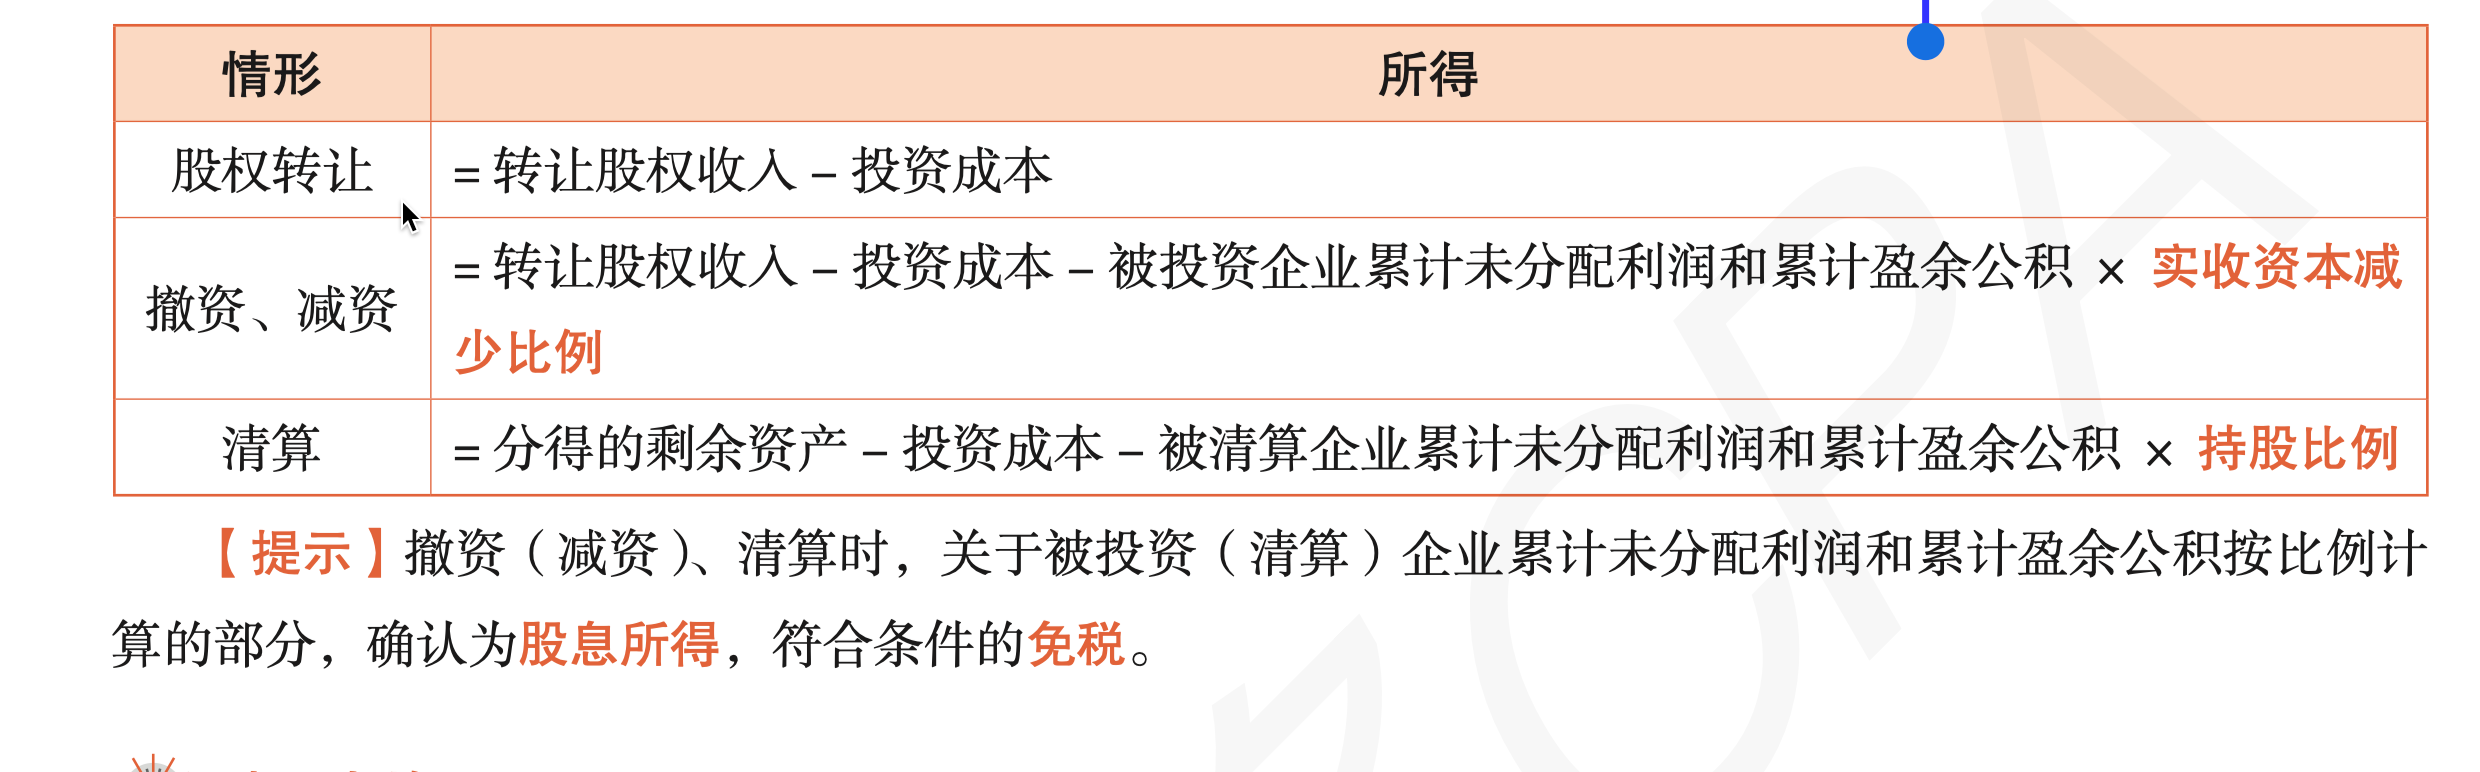 情形 所得
股权转让 = 转让股权收入 – 投资成本
撤资、减资 = 转让股权收入 – 投资成本 – 被投资企业累计未分配利润和累计盈余公积 × 实收资本减
少比例
清算 = 分得的剩余资产 – 投资成本 – 被清算企业累计未分配利润和累计盈余公积 × 持股比例
【提示】撤资（减资）、清算时，关于被投资（清算）企业累计未分配利润和累计盈余公积按比例计
算的部分，确认为股息所得，符合条件的免税。
CPA